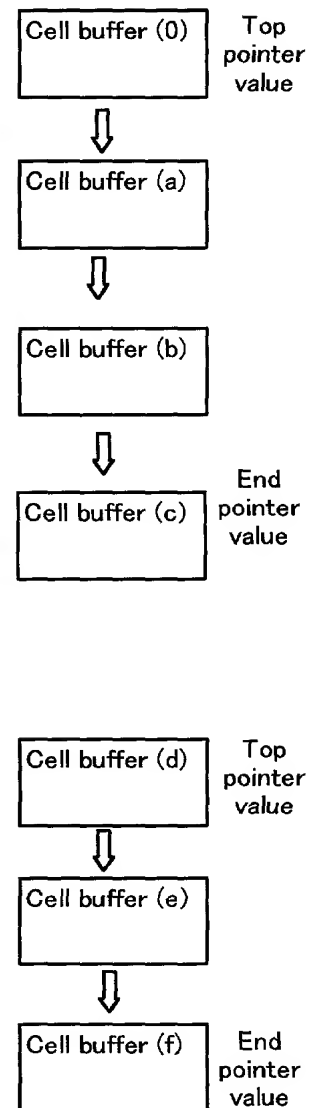 Cell buffer (0)
Top
pointer
value
Cell buffer (a)
Cell buffer (b)
Cell buffer (c)
End
pointer
value
Cell buffer (d)
Top
pointer
value
Cell buffer (e)
Cell buffer (f)
End
pointer
value